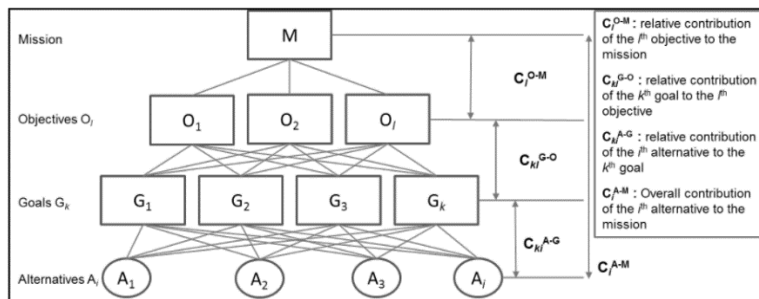 Mission
M
C_l^O-M
Objectives O_l
O_1 O_2 O_l
C_kl^G-O
Goals G_k
G_1 G_2 G_3 G_k
C_ki^A-G
Alternatives A_i
A_1 A_2 A_3 A_i
C_i^A-M
C_l^O-M : relative contribution
of the l^th objective to the
mission
C_kl^G-O : relative contribution
of the k^th goal to the l^th
objective
C_ki^A-G : relative contribution
of the i^th alternative to the
k^th goal
C_i^A-M : Overall contribution
of the i^th alternative to the
mission